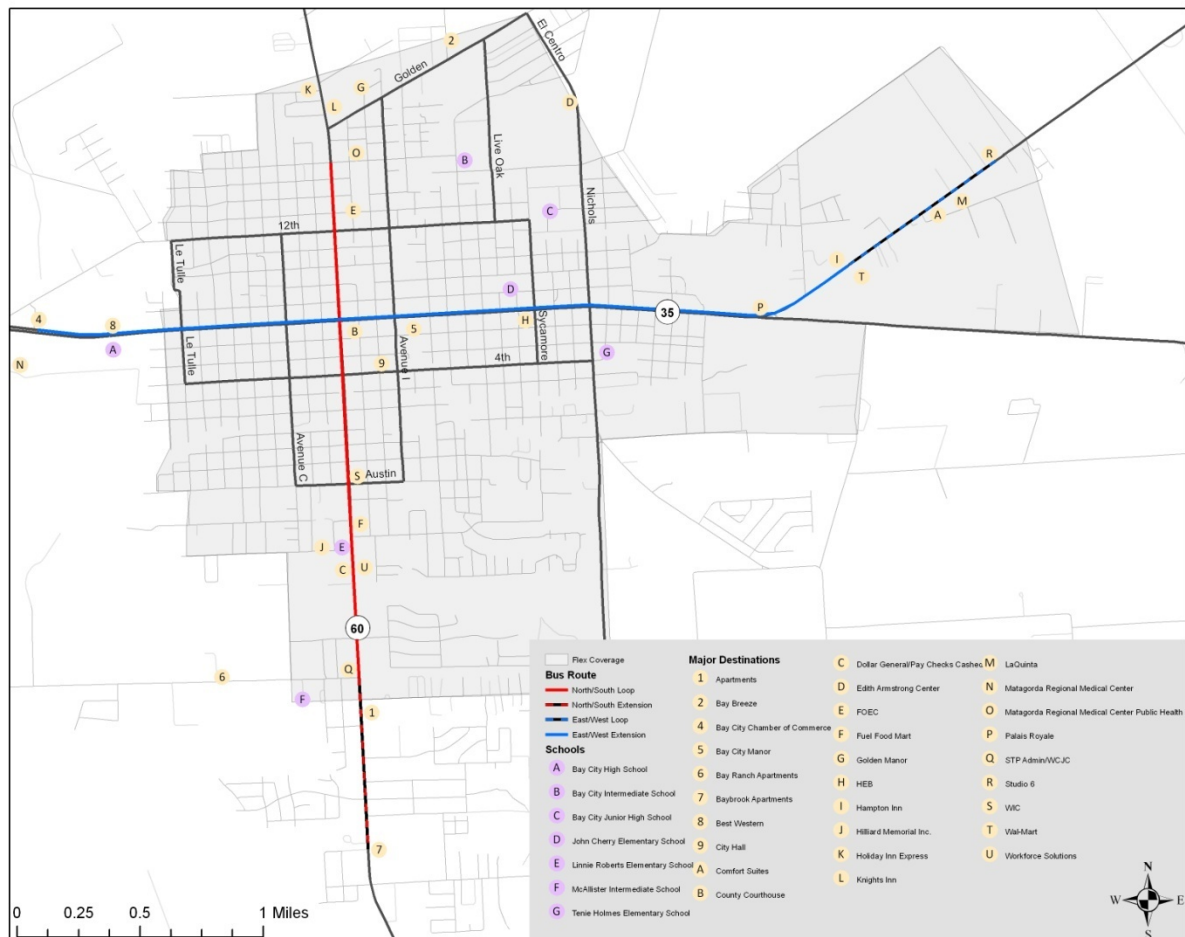 2
El Centro
Golden
K
G
L
D
O
B
Live Oak
R
E
C
Nichols
M
A
12th
Le Tulle
I
T
D
P
4
8
B
5
H
35
Sycamore
A
Le Tulle
9
Avenue I
4th
G
N
Avenue C
S
Austin
F
J
E
C
U
60
Q
6
F
1
7
Flex Coverage
Bus Route
North/South Loop
North/South Extension
East/West Loop
East/West Extension
Schools
A Bay City High School
B Bay City Intermediate School
C Bay City Junior High School
D John Cherry Elementary School
E Linnie Roberts Elementary School
F McAllister Intermediate School
G Tenie Holmes Elementary School
Major Destinations
1 Apartments
2 Bay Breeze
4 Bay City Chamber of Commerce
5 Bay City Manor
6 Bay Ranch Apartments
7 Baybrook Apartments
8 Best Western
9 City Hall
A Comfort Suites
B County Courthouse
C Dollar General/Pay Checks Cashed
D Edith Armstrong Center
E FOEC
F Fuel Food Mart
G Golden Manor
H HEB
I Hampton Inn
J Hilliard Memorial Inc.
K Holiday Inn Express
L Knights Inn
M LaQuinta
N Matagorda Regional Medical Center
O Matagorda Regional Medical Center Public Health
P Palais Royale
Q STP Admin/WCJC
R Studio 6
S WIC
T Wal-Mart
U Workforce Solutions
N
W E
S
0 0.25 0.5 1 Miles